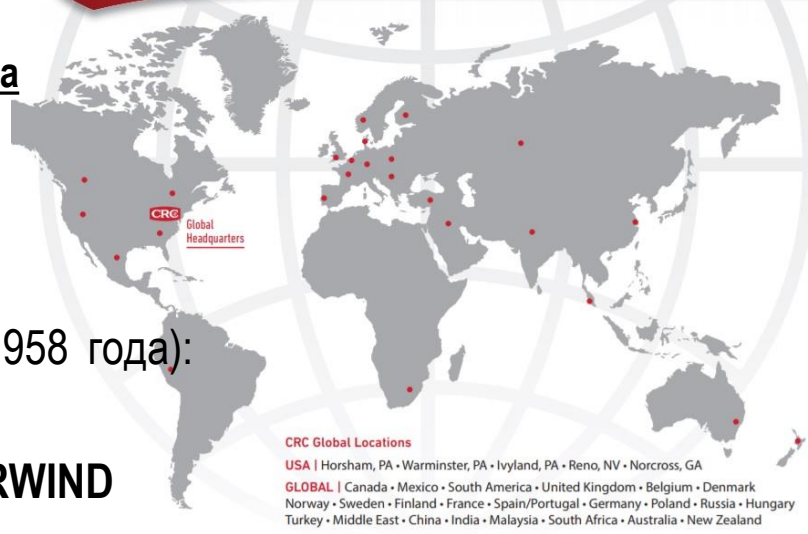 а
CRC
Global
Headquarters
958 года):
RWIND
CRC Global Locations
USA | Horsham, PA • Warminster, PA • Ivyland, PA • Reno, NV • Norcross, GA
GLOBAL | Canada • Mexico • South America • United Kingdom • Belgium • Denmark
Norway • Sweden • Finland • France • Spain/Portugal • Germany • Poland • Russia • Hungary
Turkey • Middle East • China • India • Malaysia • South Africa • Australia • New Zealand